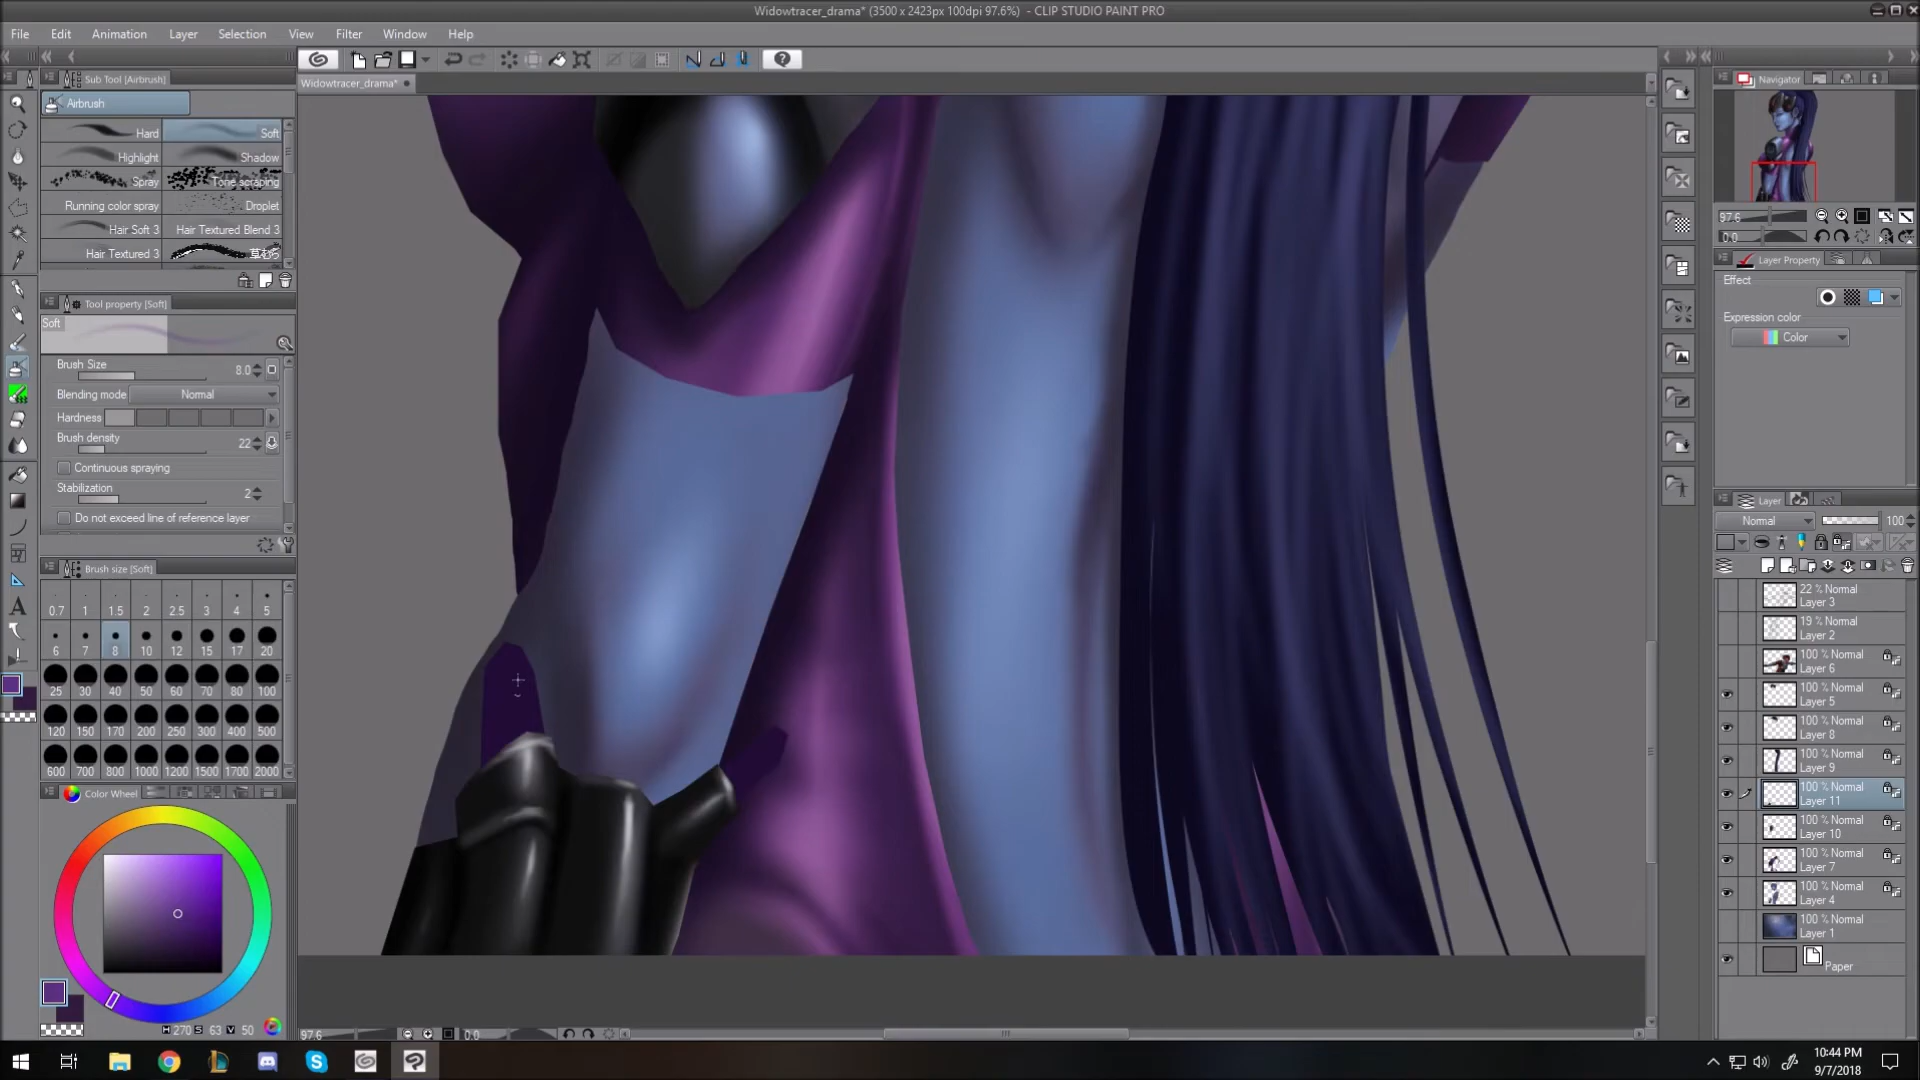 Widowtracer_drama* (3500 x 2423px 100dpi 97.6%) - CLIP STUDIO PAINT PRO
File Edit Animation Layer Selection View Filter Window Help
Sub Tool [Airbrush]
Widowtracer_drama*
Navigator
Airbrush
Hard Soft
Highlight Shadow
Spray Tone scraping
Running color spray Droplet
Hair Soft 3 Hair Textured Blend 3
Hair Textured 3 草むら
97.6
0.0
Layer Property
Effect
Expression color
Color
Tool property [Soft]
Soft
Brush Size 8.0
Blending mode Normal
Hardness
Brush density 22
Continuous spraying
Stabilization 2
Do not exceed line of reference layer
Brush size [Soft]
0.7 1 1.5 2 2.5 3 4 5
6 7 8 10 12 15 17 20
25 30 40 50 60 70 80 100
120 150 170 200 250 300 400 500
600 700 800 1000 1200 1500 1700 2000
Color Wheel
H 270 S 63 V 50
Layer
Normal 100
22 % Normal
Layer 3
19 % Normal
Layer 2
100 % Normal
Layer 6
100 % Normal
Layer 5
100 % Normal
Layer 8
100 % Normal
Layer 9
100 % Normal
Layer 11
100 % Normal
Layer 10
100 % Normal
Layer 7
100 % Normal
Layer 4
100 % Normal
Layer 1
Paper
97.6 0.0
10:44 PM
9/7/2018